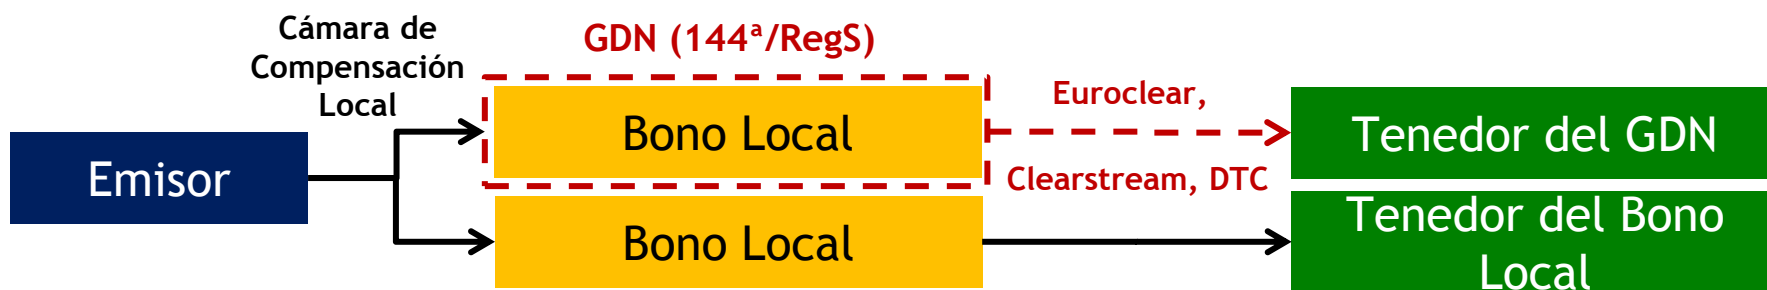 Cámara de
Compensación
Local
GDN (144ª/RegS)
Emisor
Bono Local
Euroclear,
Clearstream, DTC
Tenedor del GDN
Bono Local
Tenedor del Bono
Local